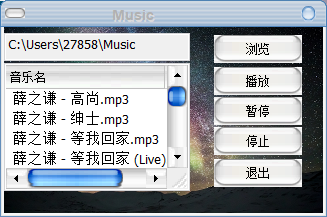 Music
C:\Users\27858\Music
浏览
音乐名
播放
薛之谦 - 高尚.mp3
薛之谦 - 绅士.mp3
暂停
薛之谦 - 等我回家.mp3
停止
薛之谦 - 等我回家 (Live)
退出